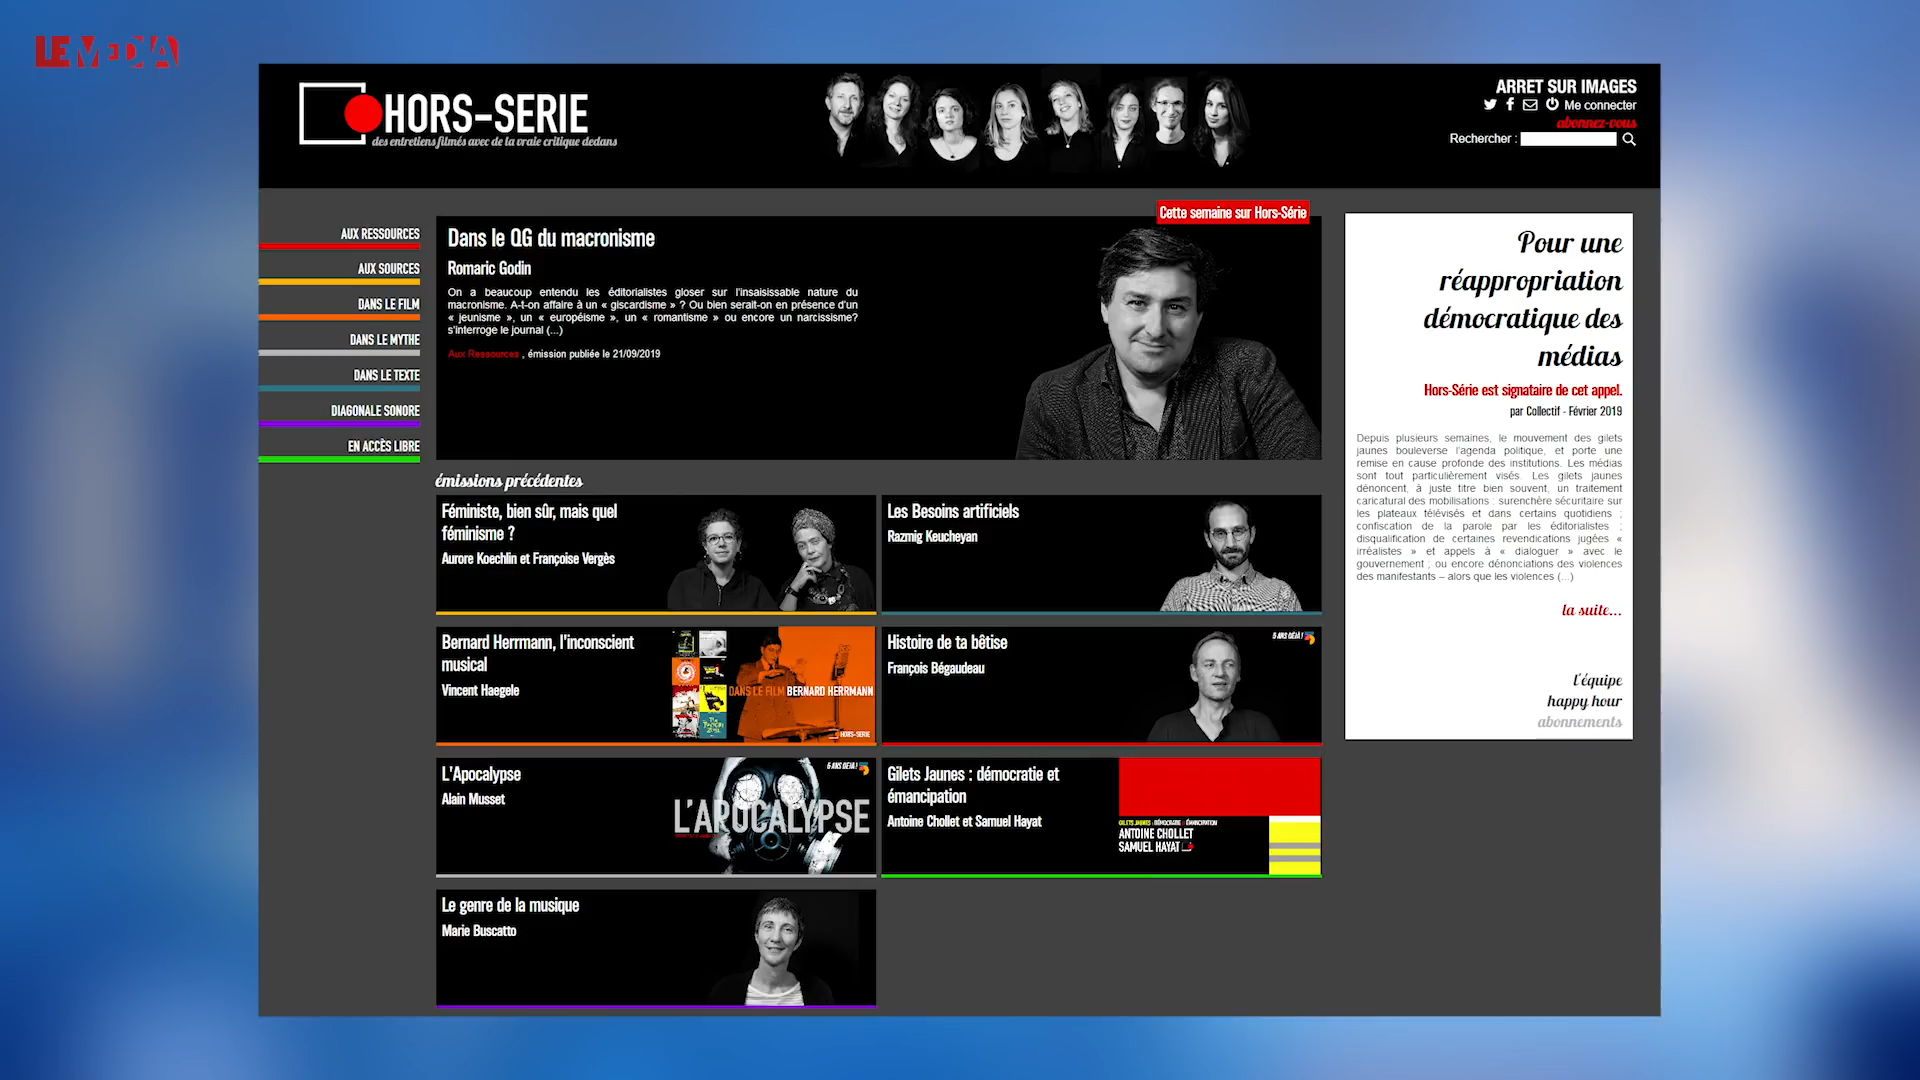 LE MEDIA
HORS-SERIE
des entretiens filmés avec de la vraie critique dedans
ARRET SUR IMAGES
Me connecter
abonnez-vous
Rechercher :
AUX RESSOURCES
AUX SOURCES
DANS LE FILM
DANS LE MYTHE
DANS LE TEXTE
DIAGONALE SONORE
EN ACCÈS LIBRE
Cette semaine sur Hors-Série
Dans le QG du macronisme
Romaric Godin
On a beaucoup entendu les éditorialistes gloser sur l'insaisissable nature du
macronisme. A-t-on affaire à un « giscardisme » ? Ou bien serait-on en présence d'un
« jeunisme », un « européisme », un « romantisme » ou encore un narcissisme?
s'interroge le journal (...)
Aux Ressources , émission publiée le 21/09/2019
émissions précédentes
Féministe, bien sûr, mais quel
féminisme ?
Aurore Koechlin et Françoise Vergès
Les Besoins artificiels
Razmig Keucheyan
Bernard Herrmann, l'inconscient
musical
Vincent Haegele
DANS LE FILM BERNARD HERRMANN
HORS-SERIE
Histoire de ta bêtise
François Bégaudeau
5 ANS DÉJÀ !
L'Apocalypse
Alain Musset
5 ANS DÉJÀ !
L'APOCALYPSE
Gilets Jaunes : démocratie et
émancipation
Antoine Chollet et Samuel Hayat
GILETS JAUNES : DÉMOCRATIE & ÉMANCIPATION
ANTOINE CHOLLET
SAMUEL HAYAT
Le genre de la musique
Marie Buscatto
Pour une
réappropriation
démocratique des
médias
Hors-Série est signataire de cet appel.
par Collectif - Février 2019
Depuis plusieurs semaines, le mouvement des gilets
jaunes bouleverse l'agenda politique, et porte une
remise en cause profonde des institutions. Les médias
sont tout particulièrement visés. Les gilets jaunes
dénoncent, à juste titre bien souvent, un traitement
caricatural des mobilisations ; surenchère sécuritaire sur
les plateaux télévisés et dans certains quotidiens ;
confiscation de la parole par les éditorialistes ;
disqualification de certaines revendications jugées «
irréalistes » et appels à « dialoguer » avec le
gouvernement ; ou encore dénonciations des violences
des manifestants – alors que les violences (...)
la suite...
l'équipe
happy hour
abonnements